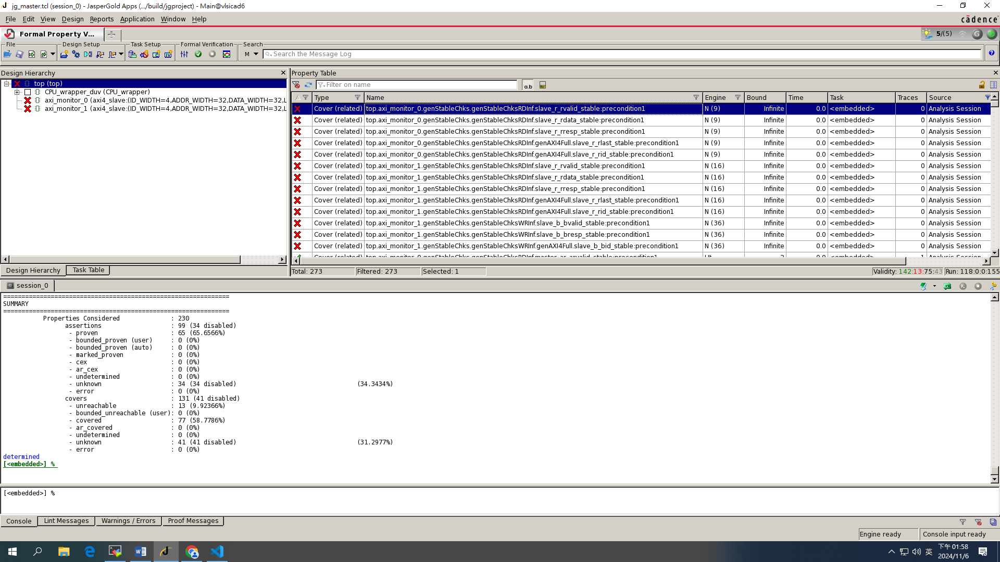 jg_master.tcl (session_0) - JasperGold Apps (.../build/jgproject) - Main@vlsicad6
File Edit View Design Reports Application Window Help
cādence
Formal Property V...
5/(5)
File Design Setup Task Setup Formal Verification Search
M Search the Message Log
Design Hierarchy
top (top)
CPU_wrapper_duv (CPU_wrapper)
axi_monitor_0 (axi4_slave:(ID_WIDTH=4,ADDR_WIDTH=32,DATA_WIDTH=32,L
axi_monitor_1 (axi4_slave:(ID_WIDTH=4,ADDR_WIDTH=32,DATA_WIDTH=32,L
Design Hierarchy Task Table
Property Table
Filter on name
a.b
Type Name Engine Bound Time Task Traces Source
Cover (related) top.axi_monitor_0.genStableChks.genStableChksRDInf.slave_r_rvalid_stable:precondition1 N (9) Infinite 0.0 <embedded> 0 Analysis Session
Cover (related) top.axi_monitor_0.genStableChks.genStableChksRDInf.slave_r_rdata_stable:precondition1 N (9) Infinite 0.0 <embedded> 0 Analysis Session
Cover (related) top.axi_monitor_0.genStableChks.genStableChksRDInf.slave_r_rresp_stable:precondition1 N (9) Infinite 0.0 <embedded> 0 Analysis Session
Cover (related) top.axi_monitor_0.genStableChks.genStableChksRDInf.genAXI4Full.slave_r_rlast_stable:precondition1 N (9) Infinite 0.0 <embedded> 0 Analysis Session
Cover (related) top.axi_monitor_0.genStableChks.genStableChksRDInf.genAXI4Full.slave_r_rid_stable:precondition1 N (9) Infinite 0.0 <embedded> 0 Analysis Session
Cover (related) top.axi_monitor_1.genStableChks.genStableChksRDInf.slave_r_rvalid_stable:precondition1 N (16) Infinite 0.0 <embedded> 0 Analysis Session
Cover (related) top.axi_monitor_1.genStableChks.genStableChksRDInf.slave_r_rdata_stable:precondition1 N (16) Infinite 0.0 <embedded> 0 Analysis Session
Cover (related) top.axi_monitor_1.genStableChks.genStableChksRDInf.slave_r_rresp_stable:precondition1 N (16) Infinite 0.0 <embedded> 0 Analysis Session
Cover (related) top.axi_monitor_1.genStableChks.genStableChksRDInf.genAXI4Full.slave_r_rlast_stable:precondition1 N (16) Infinite 0.0 <embedded> 0 Analysis Session
Cover (related) top.axi_monitor_1.genStableChks.genStableChksRDInf.genAXI4Full.slave_r_rid_stable:precondition1 N (16) Infinite 0.0 <embedded> 0 Analysis Session
Cover (related) top.axi_monitor_1.genStableChks.genStableChksWRInf.slave_b_bvalid_stable:precondition1 N (36) Infinite 0.0 <embedded> 0 Analysis Session
Cover (related) top.axi_monitor_1.genStableChks.genStableChksWRInf.slave_b_bresp_stable:precondition1 N (36) Infinite 0.0 <embedded> 0 Analysis Session
Cover (related) top.axi_monitor_1.genStableChks.genStableChksWRInf.genAXI4Full.slave_b_bid_stable:precondition1 N (36) Infinite 0.0 <embedded> 0 Analysis Session
Total: 273 Filtered: 273 Selected: 1 Validity: 142:13:75:43 Run: 118:0:0:155
session_0
==============================================================
SUMMARY
==============================================================
Properties Considered : 230
assertions : 99 (34 disabled)
- proven : 65 (65.6566%)
- bounded_proven (user) : 0 (0%)
- bounded_proven (auto) : 0 (0%)
- marked_proven : 0 (0%)
- cex : 0 (0%)
- ar_cex : 0 (0%)
- undetermined : 0 (0%)
- unknown : 34 (34 disabled) (34.3434%)
- error : 0 (0%)
covers : 131 (41 disabled)
- unreachable : 13 (9.92366%)
- bounded_unreachable (user): 0 (0%)
- covered : 77 (58.7786%)
- ar_covered : 0 (0%)
- undetermined : 0 (0%)
- unknown : 41 (41 disabled) (31.2977%)
- error : 0 (0%)
determined
[<embedded>] %
[<embedded>] %
Console Lint Messages Warnings / Errors Proof Messages
Engine ready Console input ready
英 下午 01:58
2024/11/6